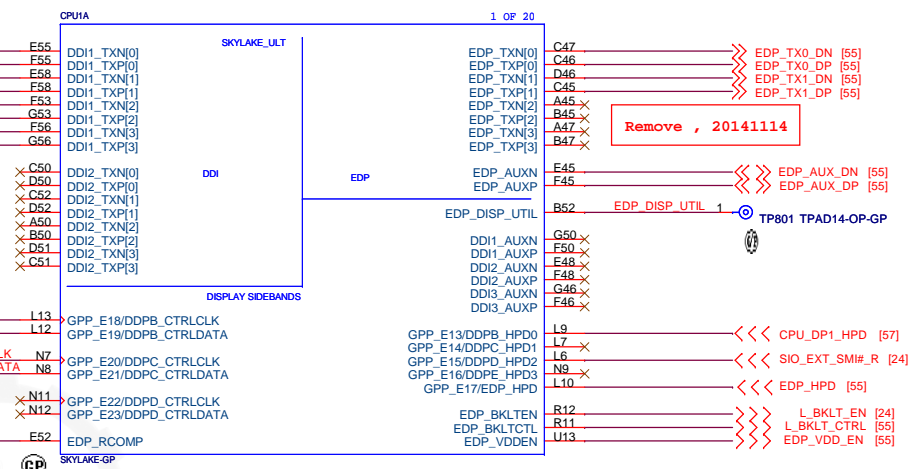 CPU1A 1 OF 20
SKYLAKE_ULT
E55 DDI1_TXN[0] EDP_TXN[0] C47 EDP_TX0_DN [55]
F55 DDI1_TXP[0] EDP_TXP[0] C46 EDP_TX0_DP [55]
E58 DDI1_TXN[1] EDP_TXN[1] D46 EDP_TX1_DN [55]
F58 DDI1_TXP[1] EDP_TXP[1] C45 EDP_TX1_DP [55]
F53 DDI1_TXN[2] EDP_TXN[2] A45
G53 DDI1_TXP[2] EDP_TXP[2] B45
F56 DDI1_TXN[3] EDP_TXN[3] A47
G56 DDI1_TXP[3] EDP_TXP[3] B47
Remove , 20141114
C50 DDI2_TXN[0] DDI EDP EDP_AUXN E45 EDP_AUX_DN [55]
D50 DDI2_TXP[0] EDP_AUXP F45 EDP_AUX_DP [55]
C52 DDI2_TXN[1]
D52 DDI2_TXP[1] EDP_DISP_UTIL B52 EDP_DISP_UTIL 1 TP801 TPAD14-OP-GP
A50 DDI2_TXN[2]
B50 DDI2_TXP[2] DDI1_AUXN G50
D51 DDI2_TXN[3] DDI1_AUXP F50
C51 DDI2_TXP[3] DDI2_AUXN E48
DDI2_AUXP F48
DDI3_AUXN G46
DDI3_AUXP F46
DISPLAY SIDEBANDS
L13 GPP_E18/DDPB_CTRLCLK
L12 GPP_E19/DDPB_CTRLDATA GPP_E13/DDPB_HPD0 L9 CPU_DP1_HPD [57]
GPP_E14/DDPC_HPD1 L7
LK N7 GPP_E20/DDPC_CTRLCLK GPP_E15/DDPD_HPD2 L6 SIO_EXT_SMI#_R [24]
ATA N8 GPP_E21/DDPC_CTRLDATA GPP_E16/DDPE_HPD3 N9
GPP_E17/EDP_HPD L10 EDP_HPD [55]
N11 GPP_E22/DDPD_CTRLCLK
N12 GPP_E23/DDPD_CTRLDATA EDP_BKLTEN R12 L_BKLT_EN [24]
EDP_BKLTCTL R11 L_BKLT_CTRL [55]
E52 EDP_RCOMP EDP_VDDEN U13 EDP_VDD_EN [55]
GP SKYLAKE-GP